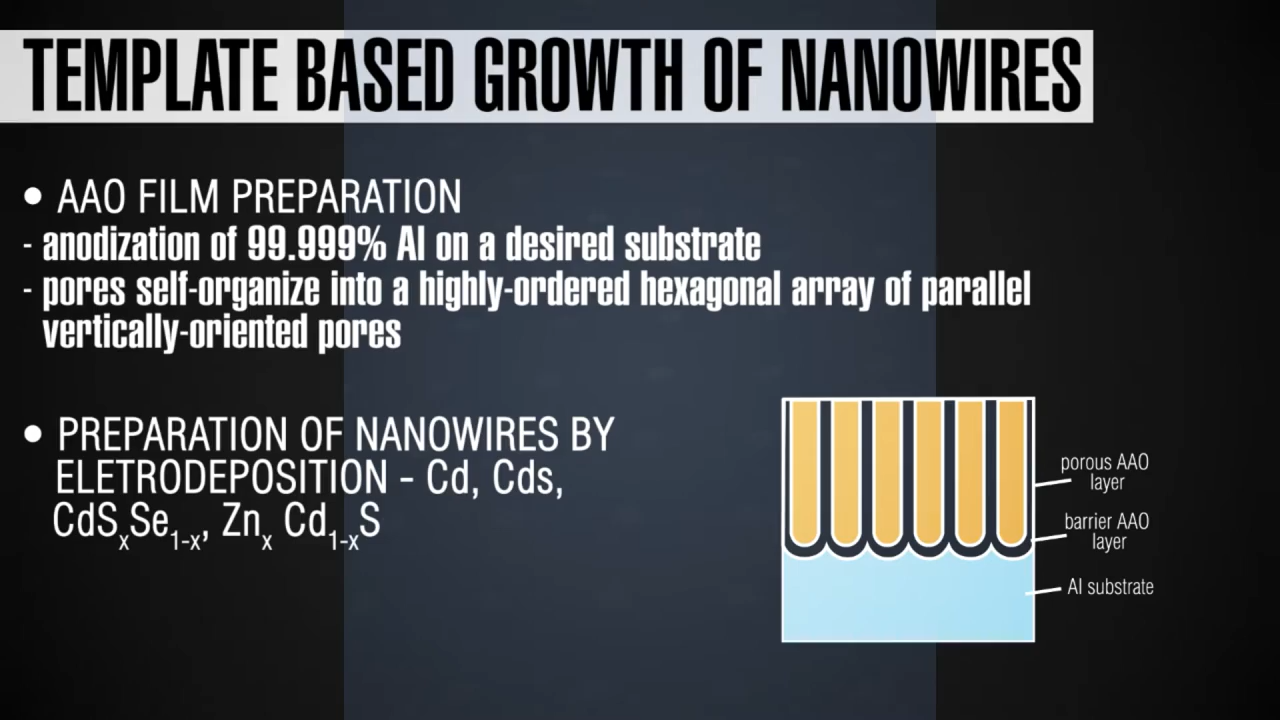 TEMPLATE BASED GROWTH OF NANOWIRES
• AAO FILM PREPARATION
- anodization of 99.999% Al on a desired substrate
- pores self-organize into a highly-ordered hexagonal array of parallel
vertically-oriented pores
• PREPARATION OF NANOWIRES BY
ELETRODEPOSITION - Cd, Cds,
CdSxSe1-x, Znx Cd1-xS
porous AAO
layer
barrier AAO
layer
Al substrate